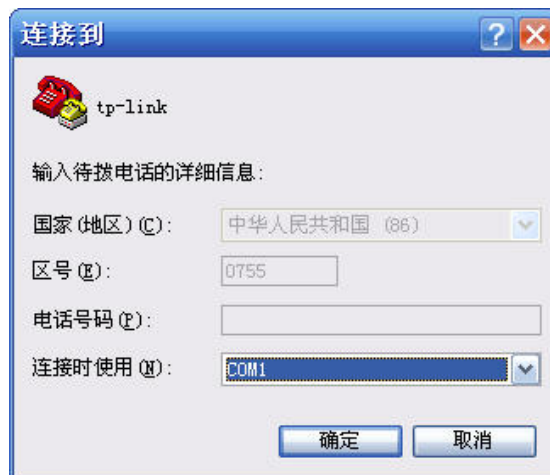 连接到
tp-link
输入待拨电话的详细信息:
国家(地区)(C): 中华人民共和国 (86)
区号(E): 0755
电话号码(P):
连接时使用(N): COM1
确定 取消